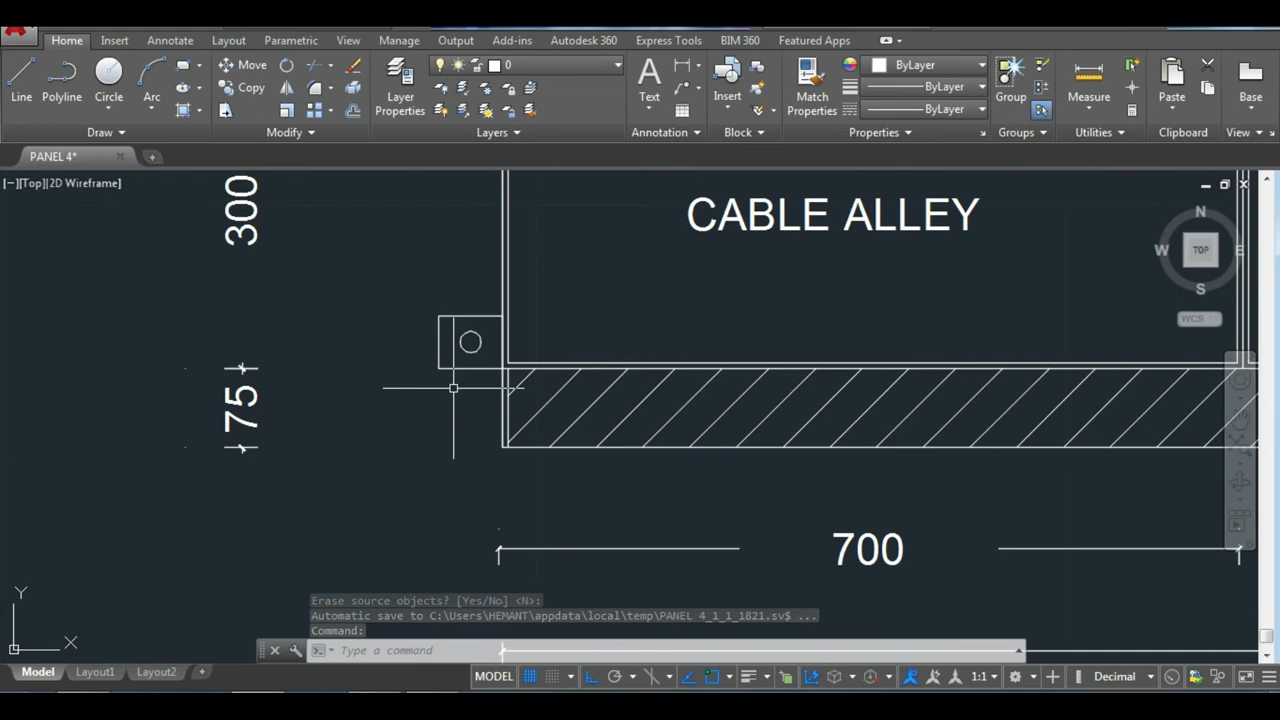 Home Insert Annotate Layout Parametric View Manage Output Add-ins Autodesk 360 Express Tools BIM 360 Featured Apps
Move
Copy
Line Polyline Circle Arc
Layer Properties
0
Text
Insert
Match Properties
ByLayer
ByLayer
ByLayer
Group
Measure
Paste
Base
Draw Modify Layers Annotation Block Properties Groups Utilities Clipboard View
PANEL 4*
[−][Top][2D Wireframe]
300
CABLE ALLEY
N
W TOP E
S
WCS
75
700
Y
X
Erase source objects? [Yes/No] <N>:
Automatic save to C:\Users\HEMANT\appdata\local\temp\PANEL 4_1_1_1821.sv$ ...
Command:
Type a command
Model Layout1 Layout2 +
MODEL
1:1
Decimal